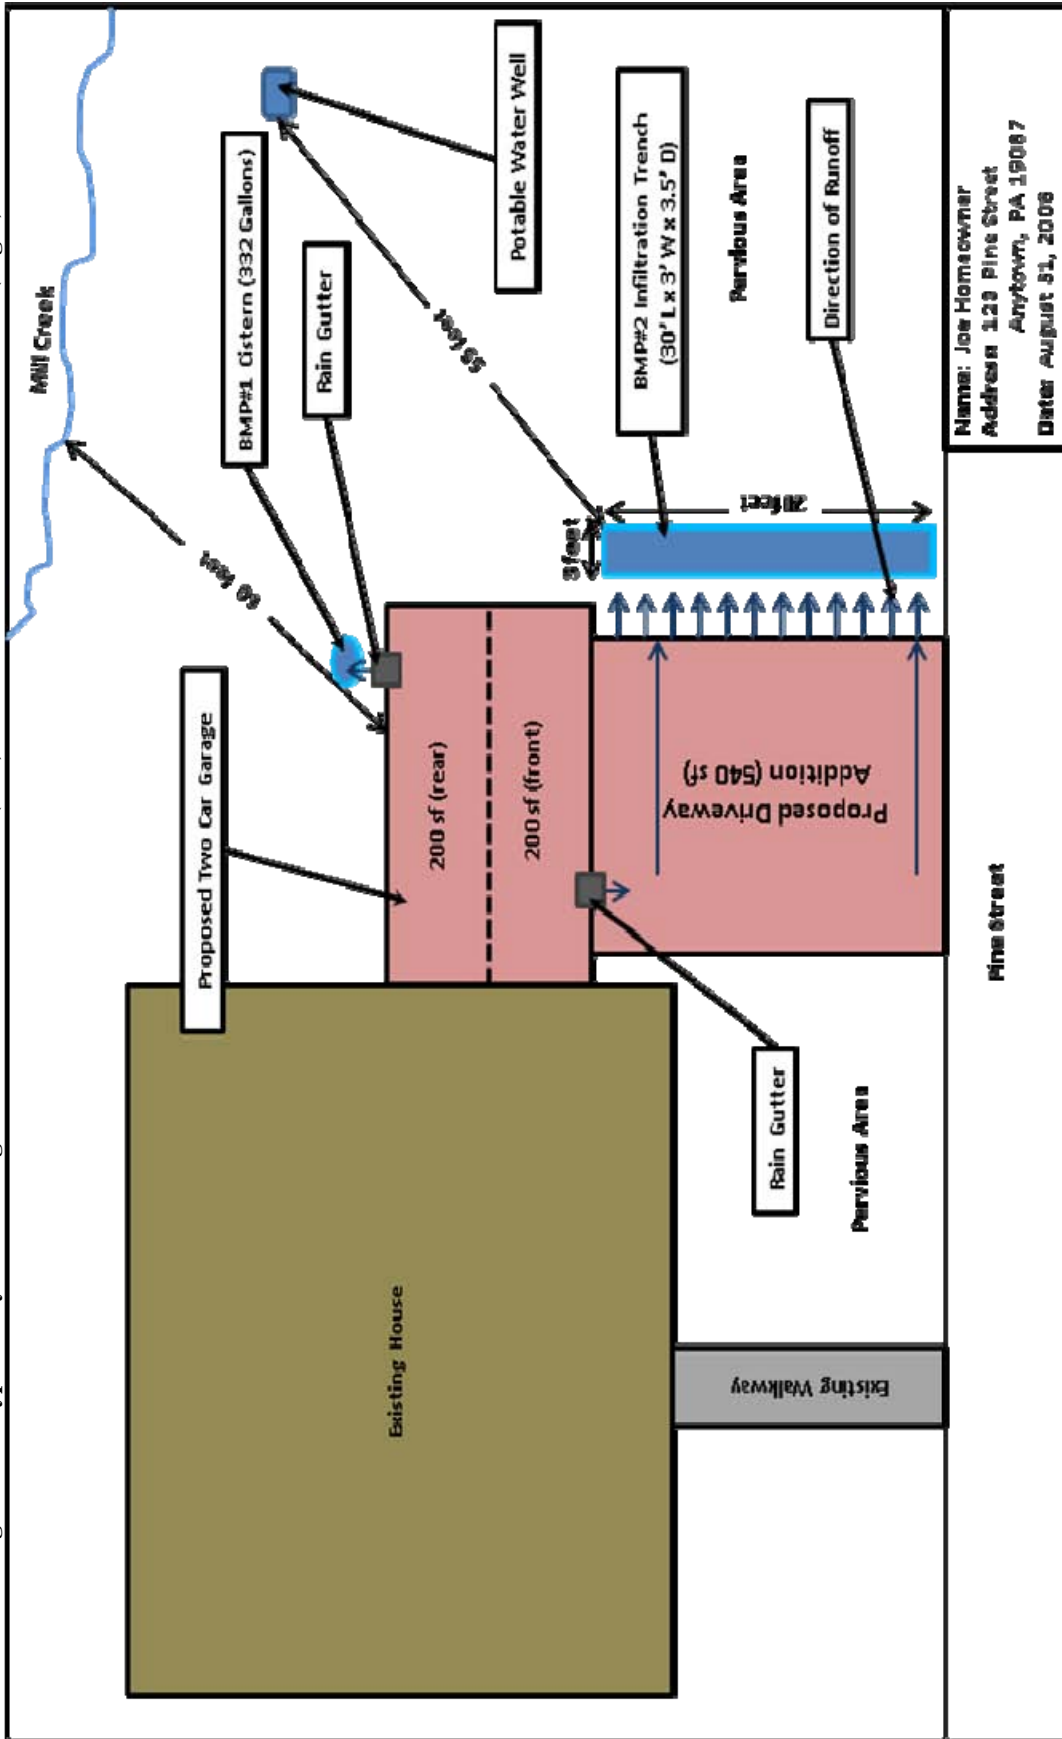 Mill Creek
60 feet
BMP#1 Cistern (332 Gallons)
Rain Gutter
Potable Water Well
Proposed Two Car Garage
55 feet
BMP#2 Infiltration Trench
(30' L x 3' W x 3.5' D)
Pervious Area
Direction of Runoff
3 feet
feet
200 sf (rear)
200 sf (front)
Proposed Driveway
Addition (540 sf)
Existing House
Rain Gutter
Pervious Area
Existing Walkway
Pine Street
Name: Joe Homeowner
Address 123 Pine Street
Anytown, PA 19087
Date: August 31, 2008